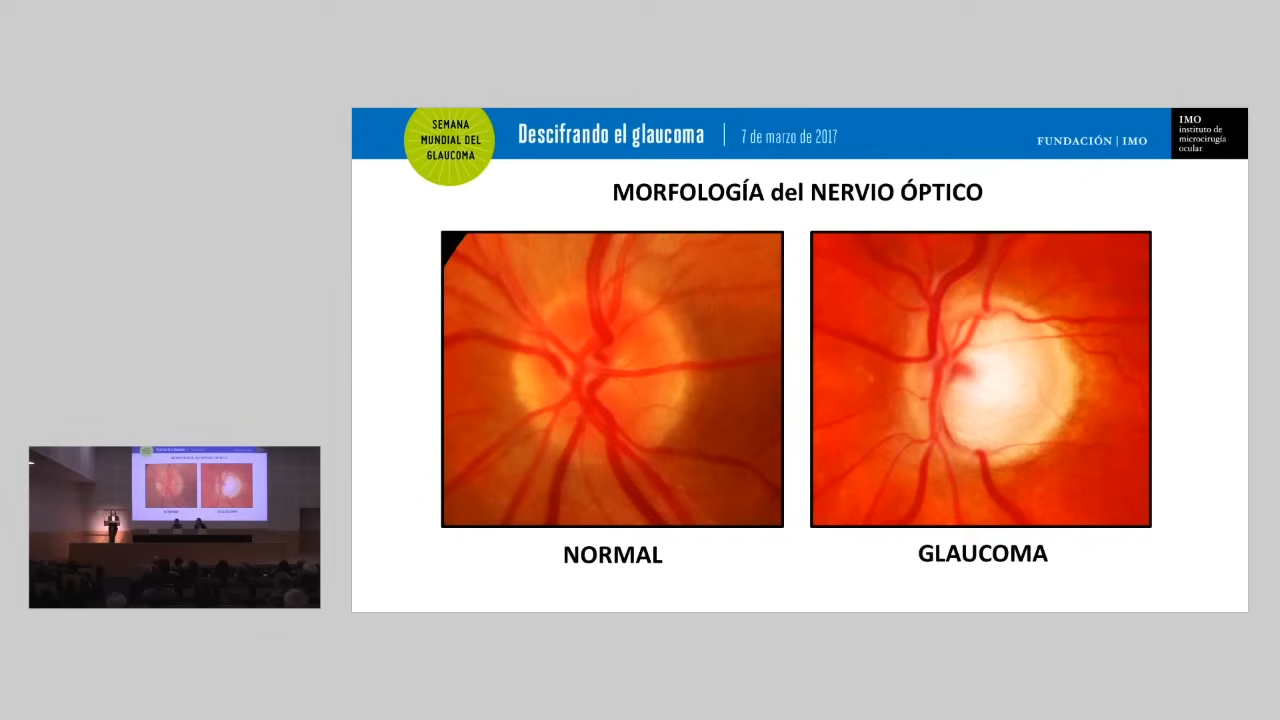 SEMANA
MUNDIAL DEL
GLAUCOMA
Descifrando el glaucoma
7 de marzo de 2017
FUNDACIÓN | IMO
IMO
instituto de
microcirugía
ocular
MORFOLOGÍA del NERVIO ÓPTICO
NORMAL
GLAUCOMA